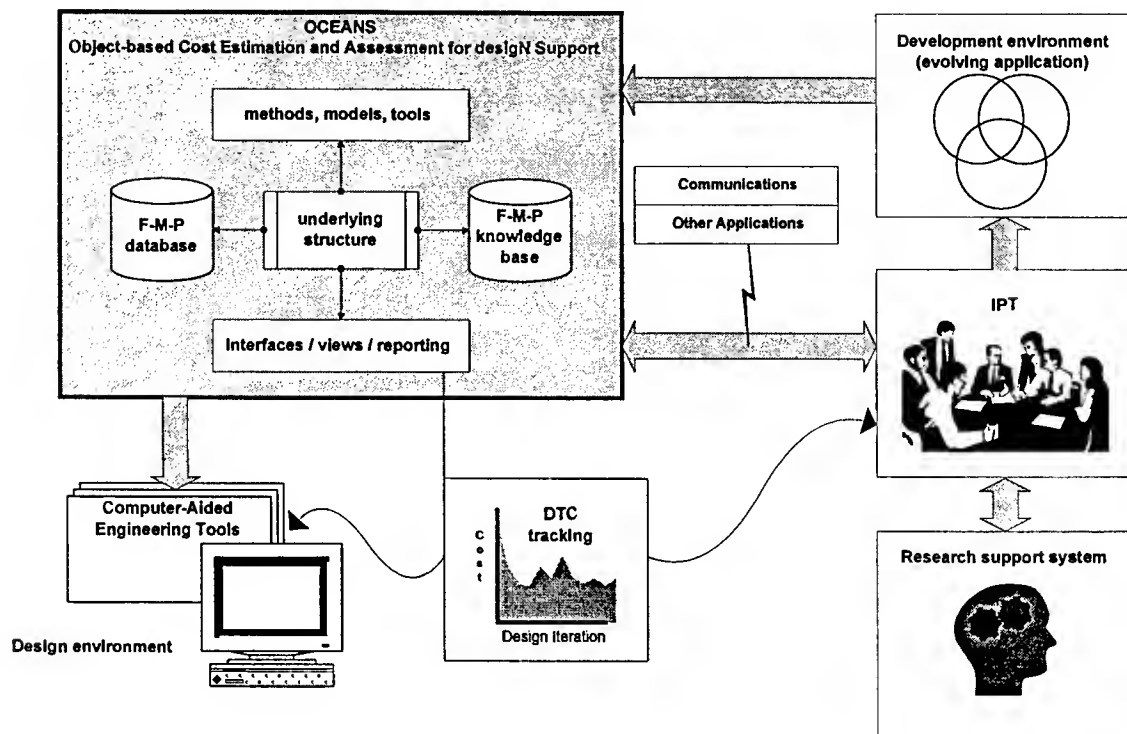 OCEANS
Object-based Cost Estimation and Assessment for desigN Support
methods, models, tools
F-M-P
database
underlying
structure
F-M-P
knowledge
base
Interfaces / views / reporting
Development environment
(evolving application)
Communications
Other Applications
IPT
Computer-Aided
Engineering Tools
Design environment
DTC
tracking
Cost
Design Iteration
Research support system